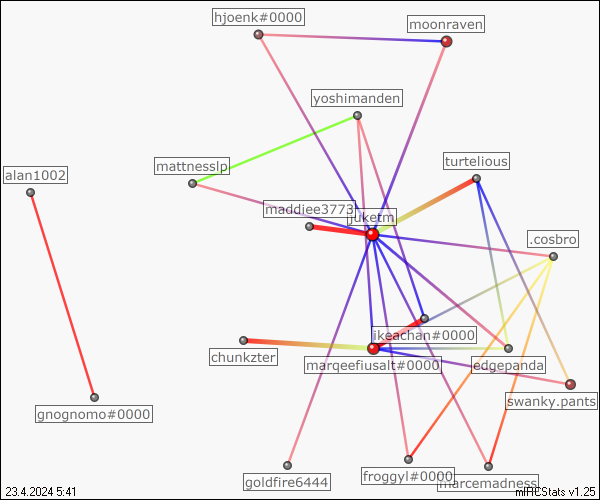 hjoenk#0000
moonraven
yoshimanden
mattnesslp
turtelious
alan1002
maddiee3773
juketm
.cosbro
ikeachan#0000
chunkzter
marqeefiusalt#0000
edgepanda
swanky.pants
gnognomo#0000
goldfire6444
froggyl#0000
marcemadness
23.4.2024 5:41
mIRCStats v1.25